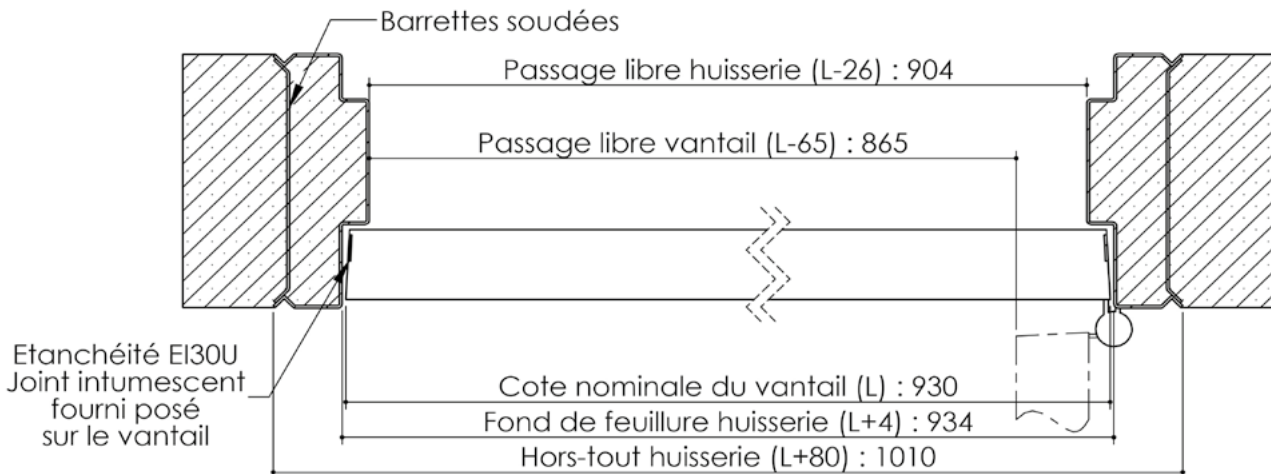 Barrettes soudées
Passage libre huisserie (L-26) : 904
Passage libre vantail (L-65) : 865
Etanchéité EI30U
Joint intumescent
fourni posé
sur le vantail
Cote nominale du vantail (L) : 930
Fond de feuillure huisserie (L+4) : 934
Hors-tout huisserie (L+80) : 1010